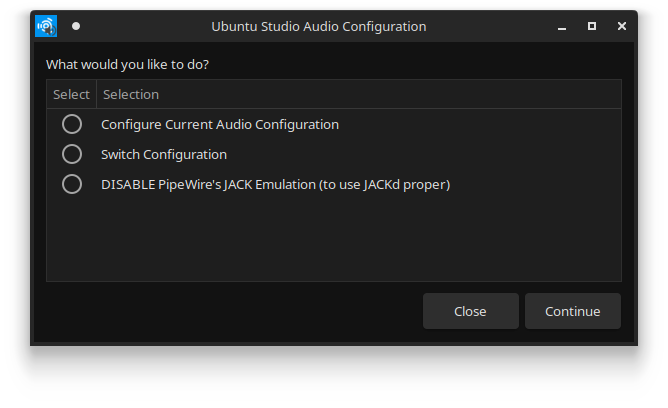 Ubuntu Studio Audio Configuration
What would you like to do?
Select Selection
Configure Current Audio Configuration
Switch Configuration
DISABLE PipeWire's JACK Emulation (to use JACKd proper)
Close Continue